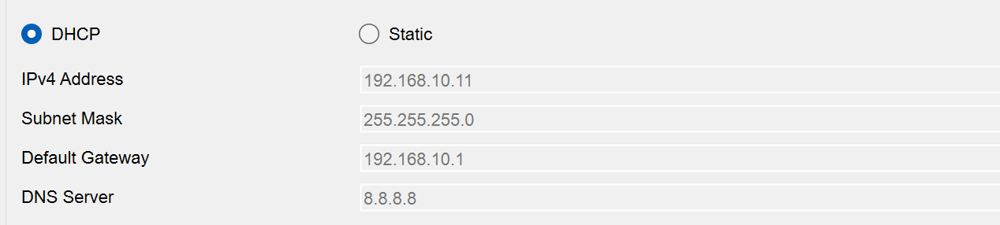 DHCP Static
IPv4 Address 192.168.10.11
Subnet Mask 255.255.255.0
Default Gateway 192.168.10.1
DNS Server 8.8.8.8